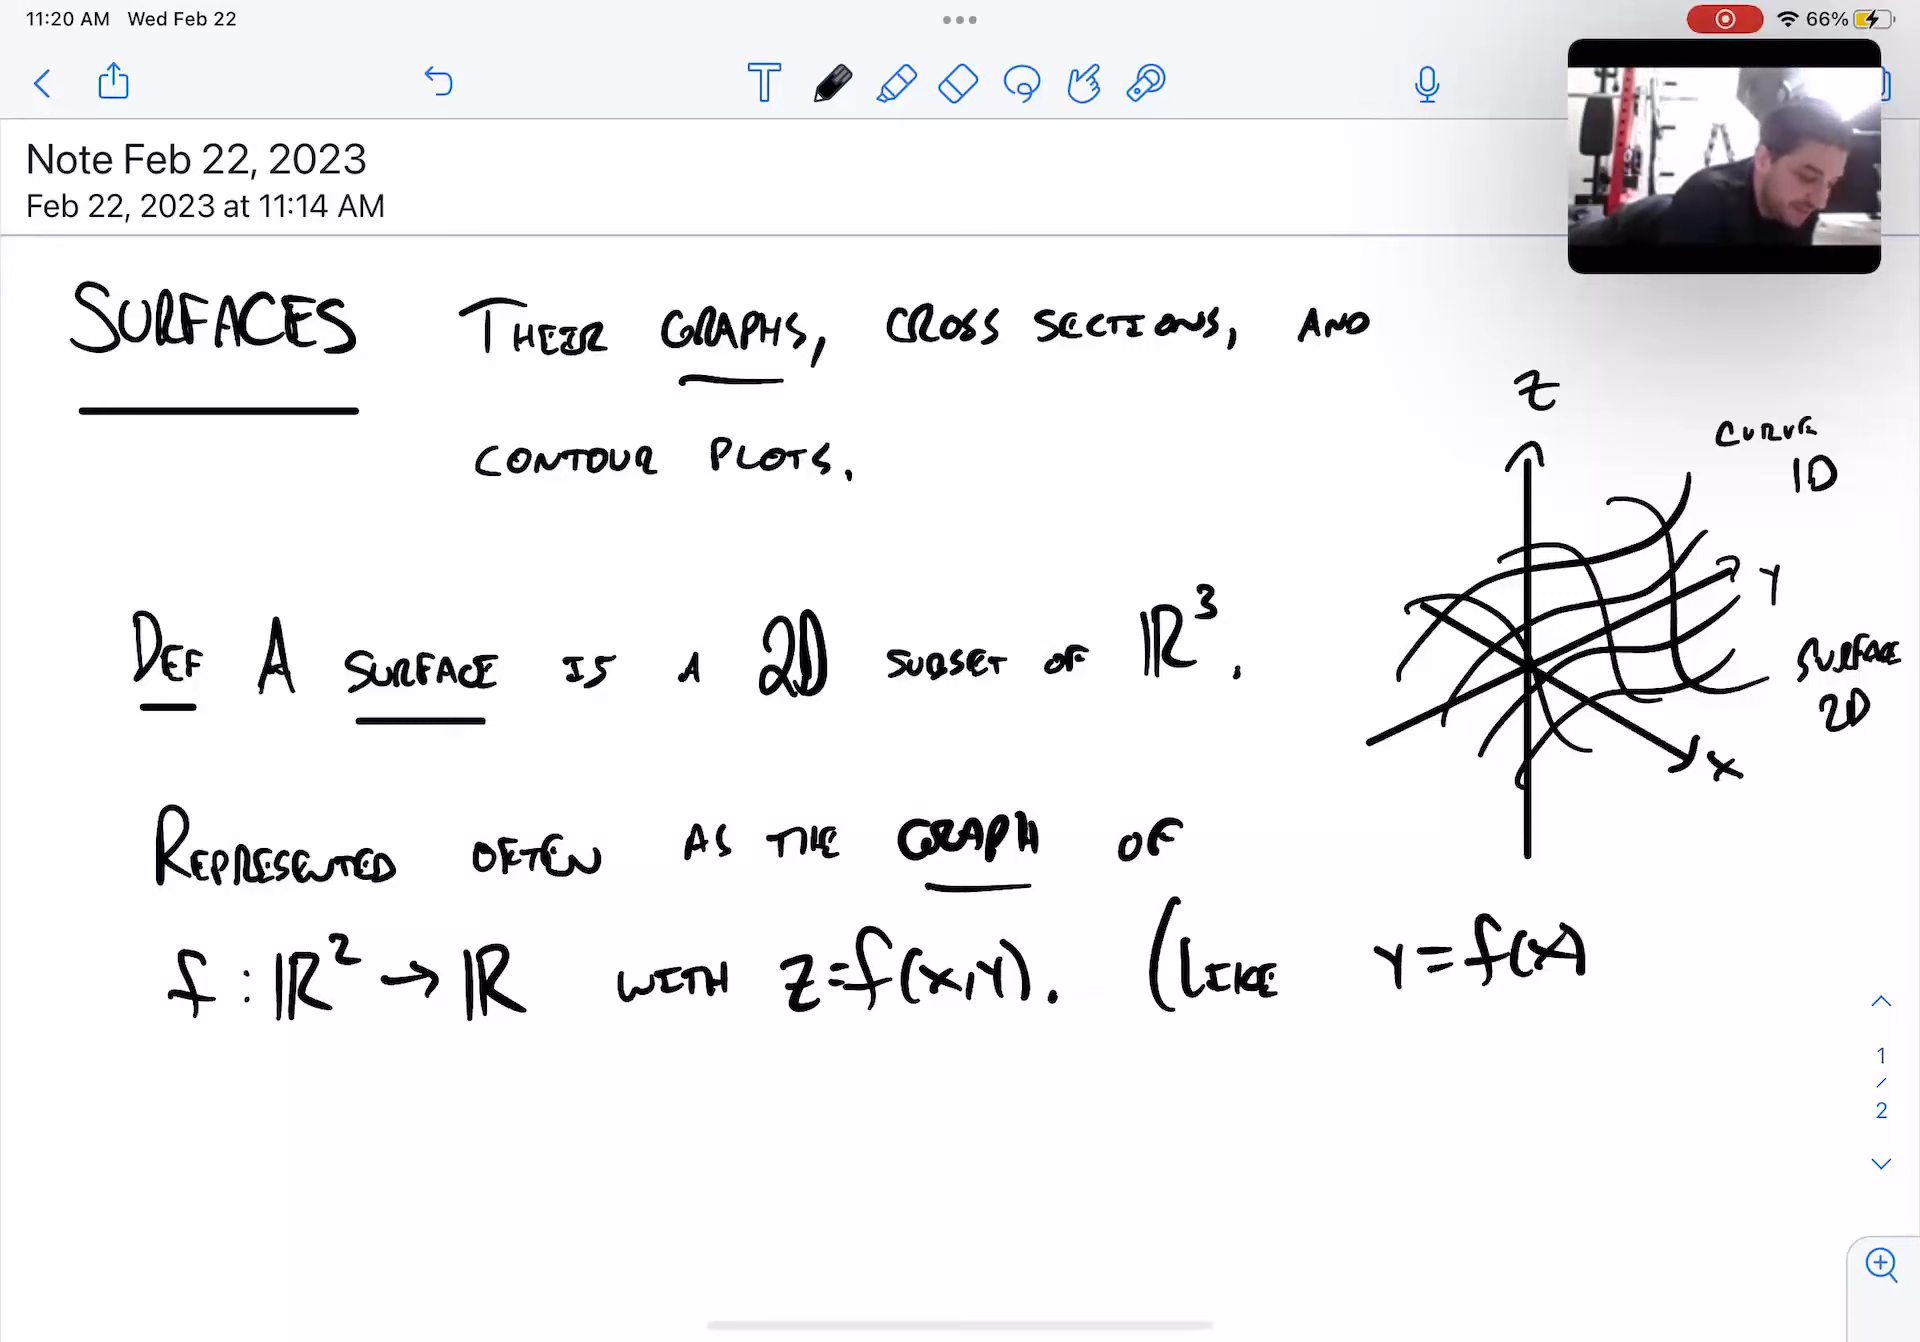 11:20 AM Wed Feb 22
66%
T
Note Feb 22, 2023
Feb 22, 2023 at 11:14 AM
SURFACES THEIR GRAPHS, CROSS SECTIONS, AND
CONTOUR PLOTS.
Z
CURVE
1D
Y
SURFACE
2D
X
DEF A SURFACE IS A 2D SUBSET OF ℝ³.
REPRESENTED OFTEN AS THE GRAPH OF
f : ℝ² → ℝ WITH Z=f(X,Y). (LIKE Y=f(X)
1
/
2